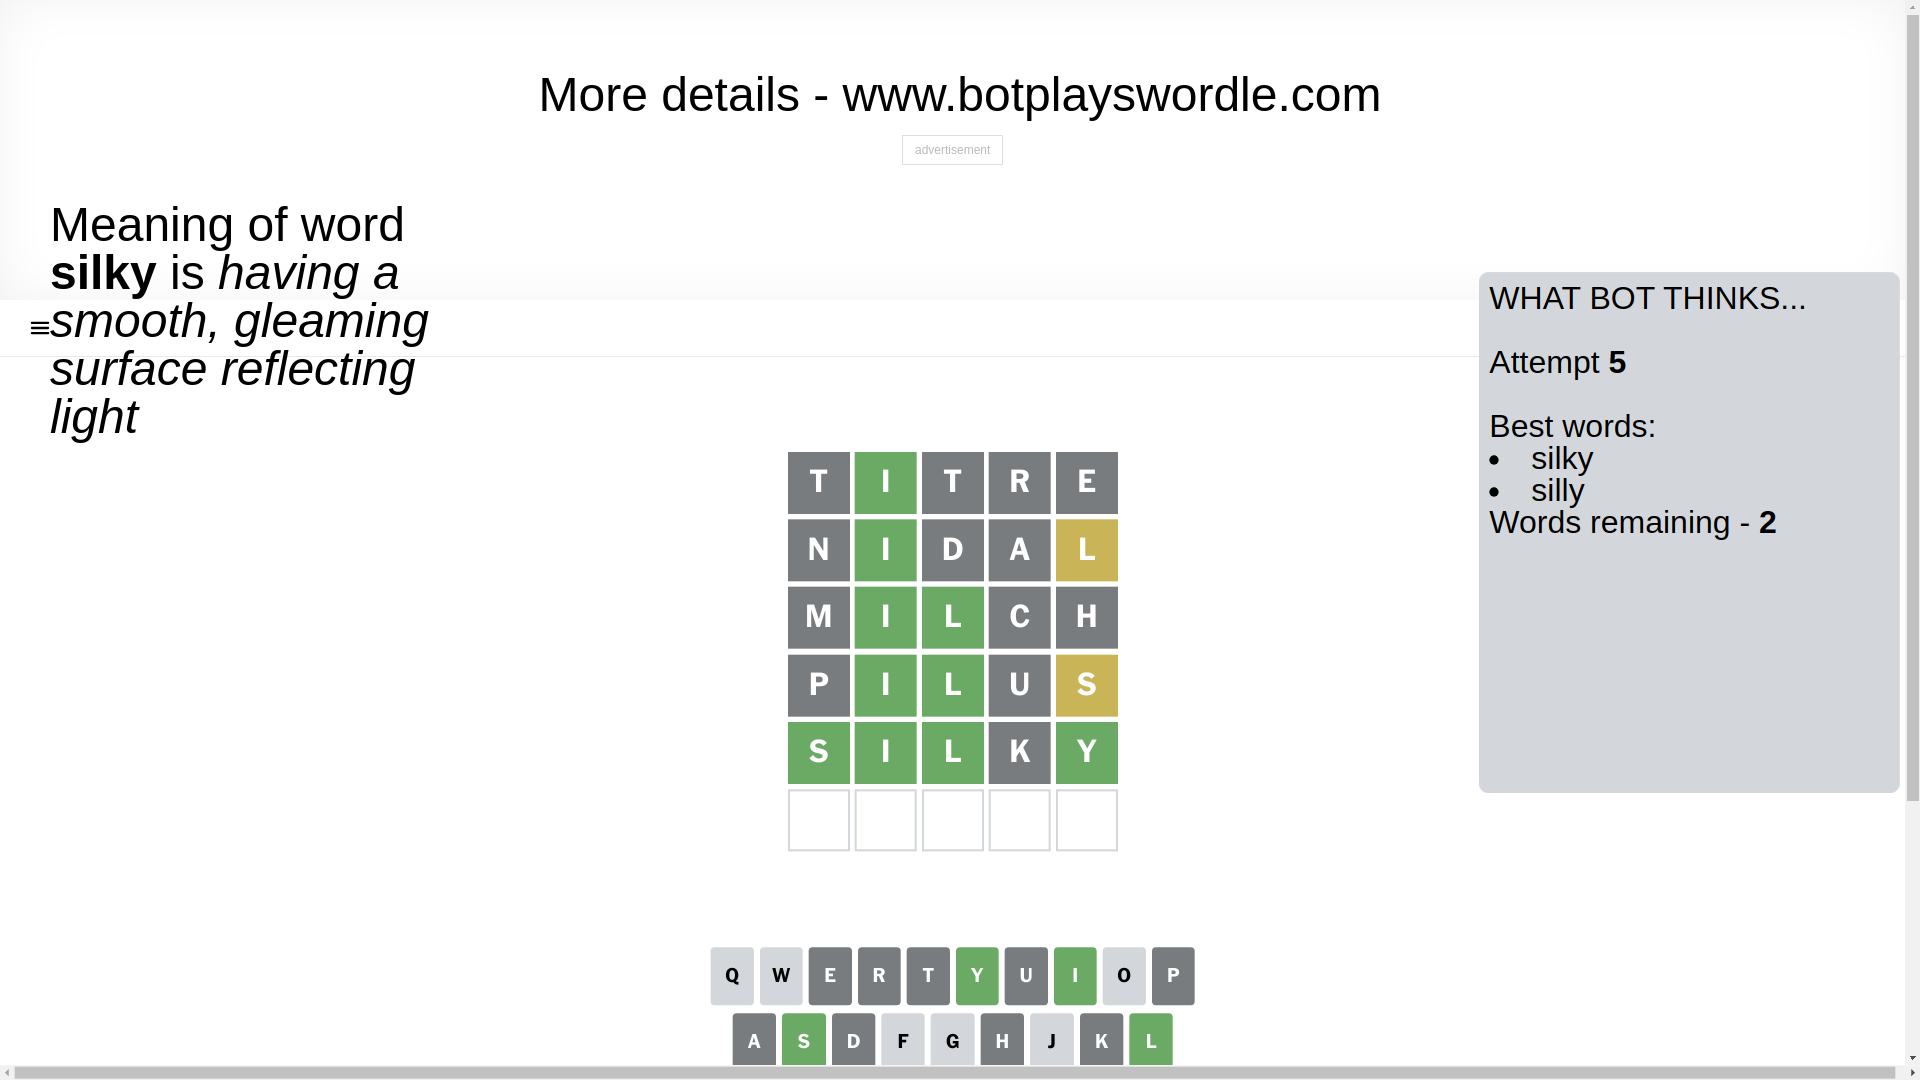 More details - www.botplayswordle.com
advertisement
Meaning of word
silky is having a
smooth, gleaming
surface reflecting
light
WHAT BOT THINKS...
Attempt 5
Best words:
silky
silly
Words remaining - 2
T I T R E
N I D A L
M I L C H
P I L U S
S I L K Y
Q W E R T Y U I O P
A S D F G H J K L